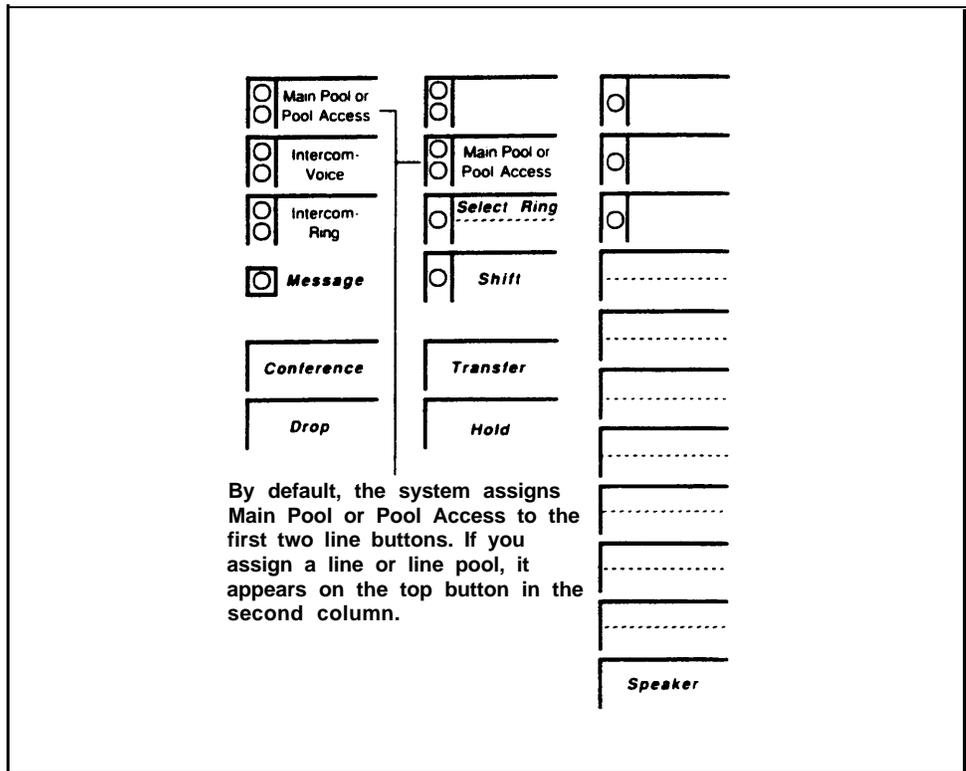 Main Pool or
Pool Access
Intercom-
Voice
Intercom-
Ring
Message
Conference
Drop
Main Pool or
Pool Access
Select Ring
Shift
Transfer
Hold
Speaker
By default, the system assigns
Main Pool or Pool Access to the
first two line buttons. If you
assign a line or line pool, it
appears on the top button in the
second column.